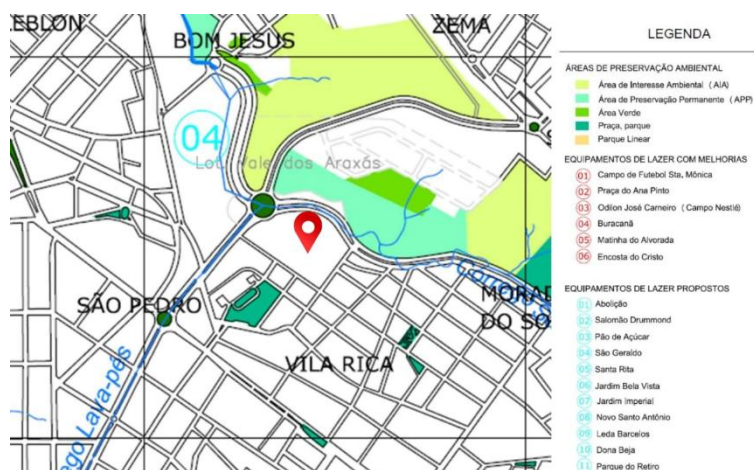 EBLON
BOM JESUS
ZEMA
04
Lot. Vale dos Araxás
SÃO PEDRO
MORAD
DO SO
VILA RICA
ego Lava-pés
LEGENDA
ÁREAS DE PRESERVAÇÃO AMBIENTAL
Área de Interesse Ambiental ( AIA)
Área de Preservação Permanente ( APP)
Área Verde
Praça, parque
Parque Linear
EQUIPAMENTOS DE LAZER COM MELHORIAS
01 Campo de Futebol Sta. Mônica
02 Praça do Ana Pinto
03 Odilon José Carneiro ( Campo Nestlé)
04 Buracanã
05 Matinha do Alvorada
06 Encosta do Cristo
EQUIPAMENTOS DE LAZER PROPOSTOS
01 Abolição
02 Salomão Drummond
03 Pão de Açúcar
04 São Geraldo
05 Santa Rita
06 Jardim Bela Vista
07 Jardim Imperial
08 Novo Santo Antônio
09 Leda Barcelos
10 Dona Beja
11 Parque do Retiro